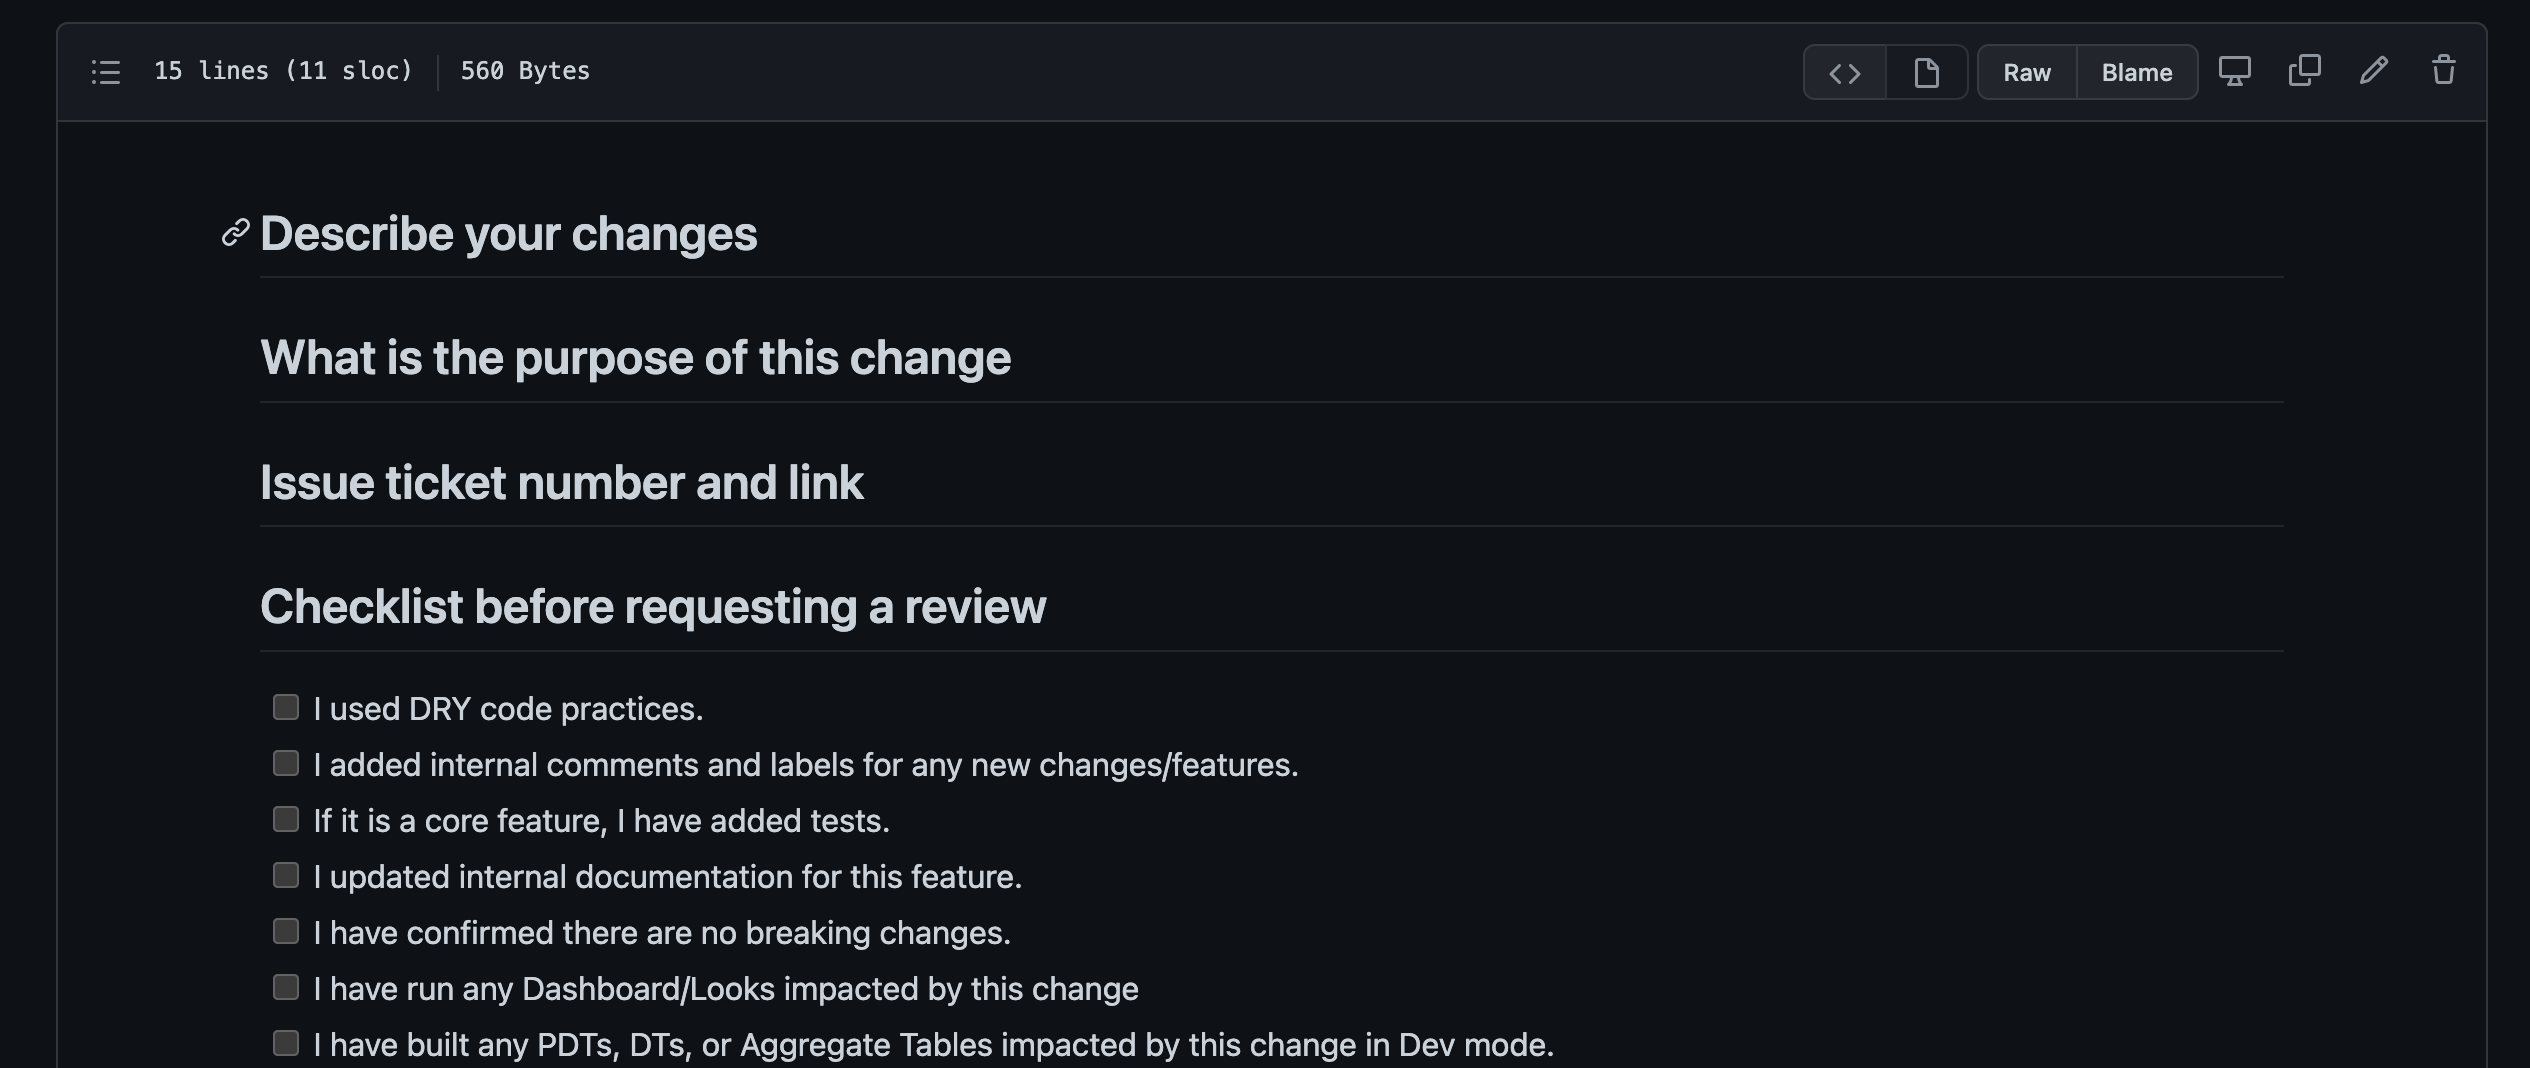 15 lines (11 sloc) 560 Bytes Raw Blame
Describe your changes
What is the purpose of this change
Issue ticket number and link
Checklist before requesting a review
I used DRY code practices.
I added internal comments and labels for any new changes/features.
If it is a core feature, I have added tests.
I updated internal documentation for this feature.
I have confirmed there are no breaking changes.
I have run any Dashboard/Looks impacted by this change
I have built any PDTs, DTs, or Aggregate Tables impacted by this change in Dev mode.